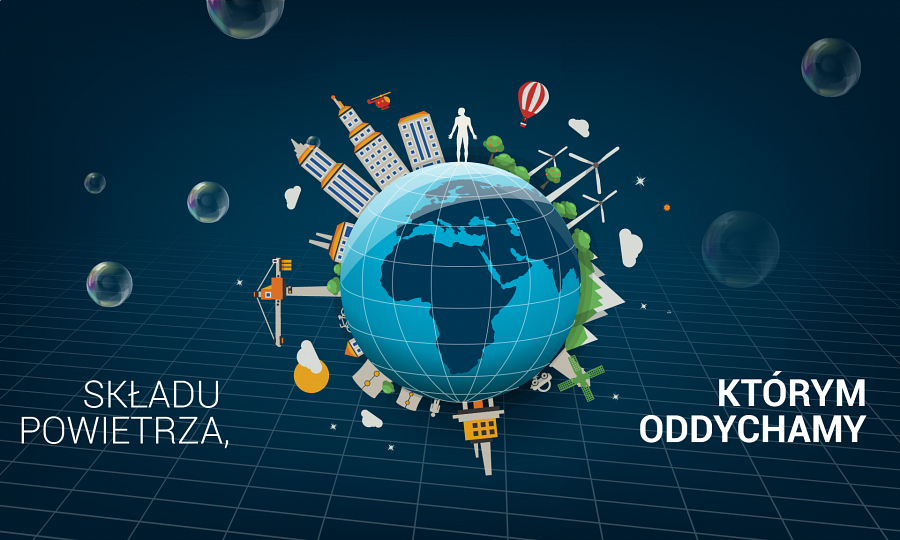 SKŁADU
POWIETRZA,
KTÓRYM
ODDYCHAMY